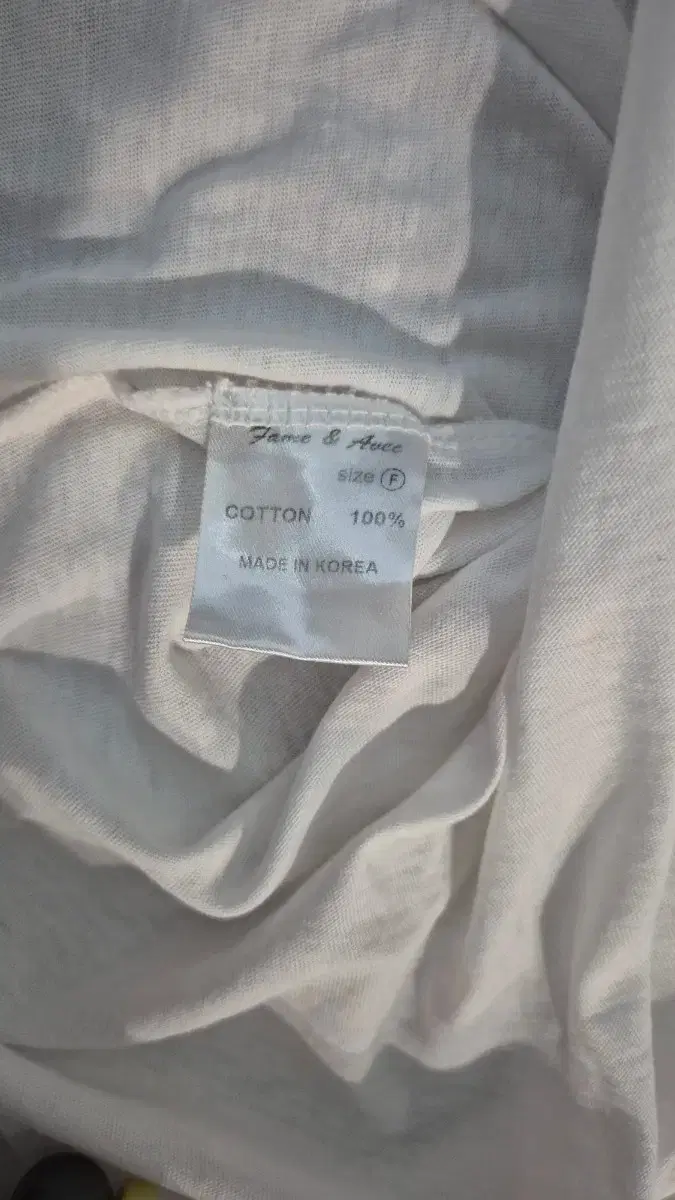 Fame & Avec
size Ⓕ
COTTON 100%
MADE IN KOREA